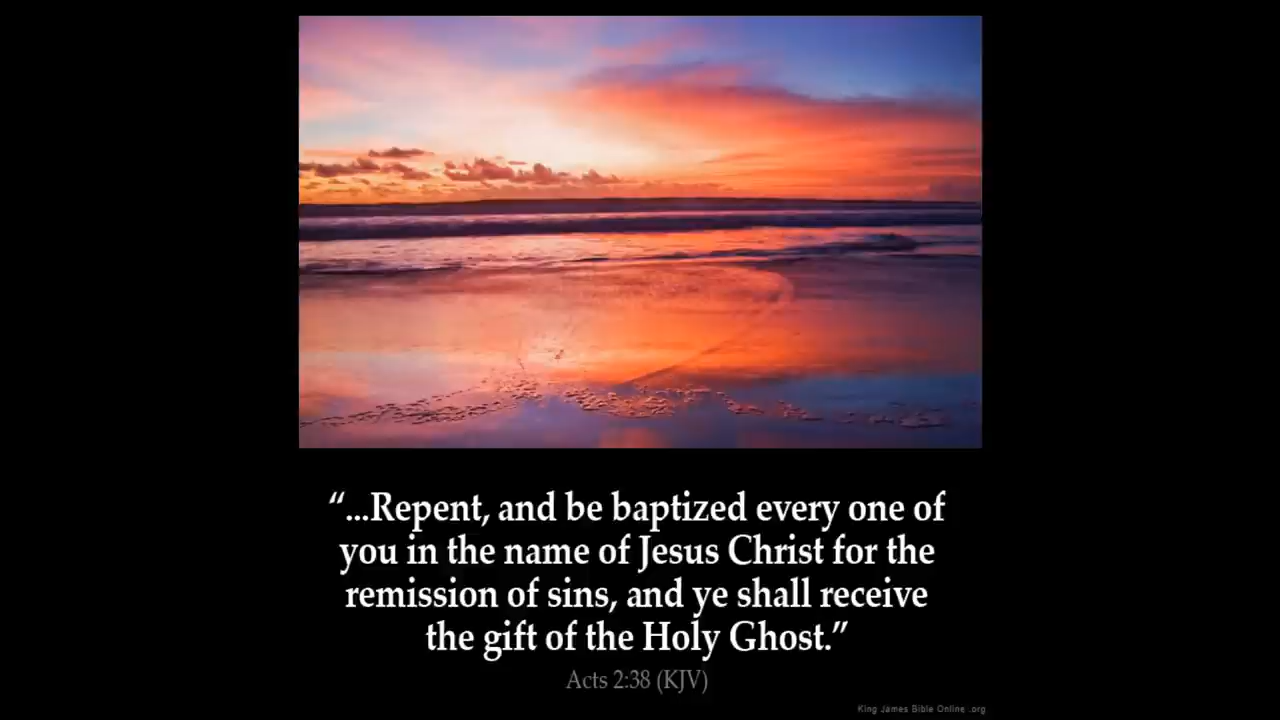 “...Repent, and be baptized every one of
you in the name of Jesus Christ for the
remission of sins, and ye shall receive
the gift of the Holy Ghost.”
Acts 2:38 (KJV)
King James Bible Online .org